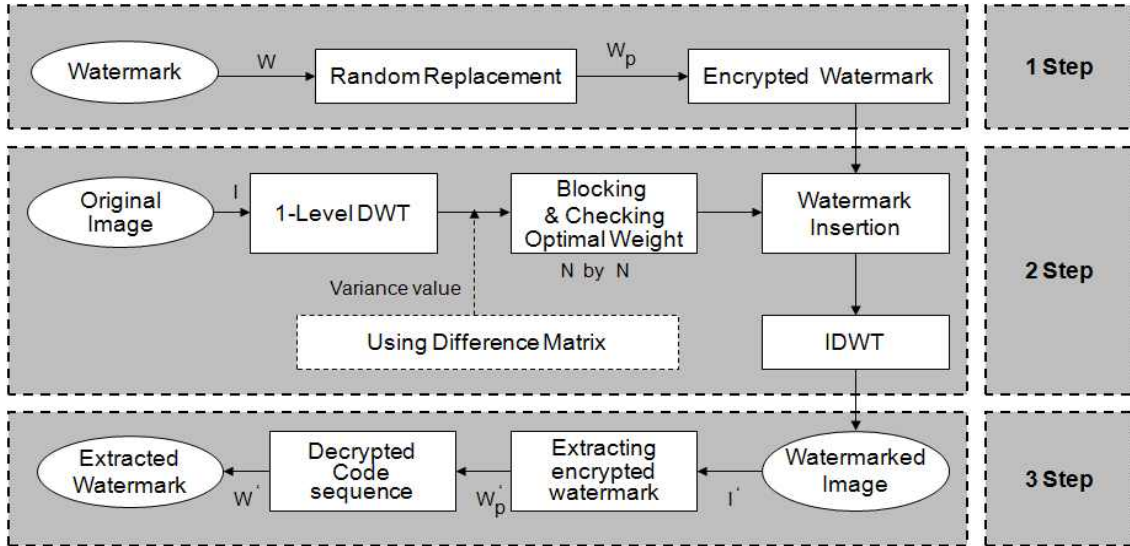 Watermark
W
Random Replacement
Wp
Encrypted Watermark
1 Step
Original
Image
I
1-Level DWT
Blocking
& Checking
Optimal Weight
N by N
Watermark
Insertion
2 Step
Variance value
Using Difference Matrix
IDWT
Extracted
Watermark
W'
Decrypted
Code
sequence
Wp'
Extracting
encrypted
watermark
I'
Watermarked
Image
3 Step